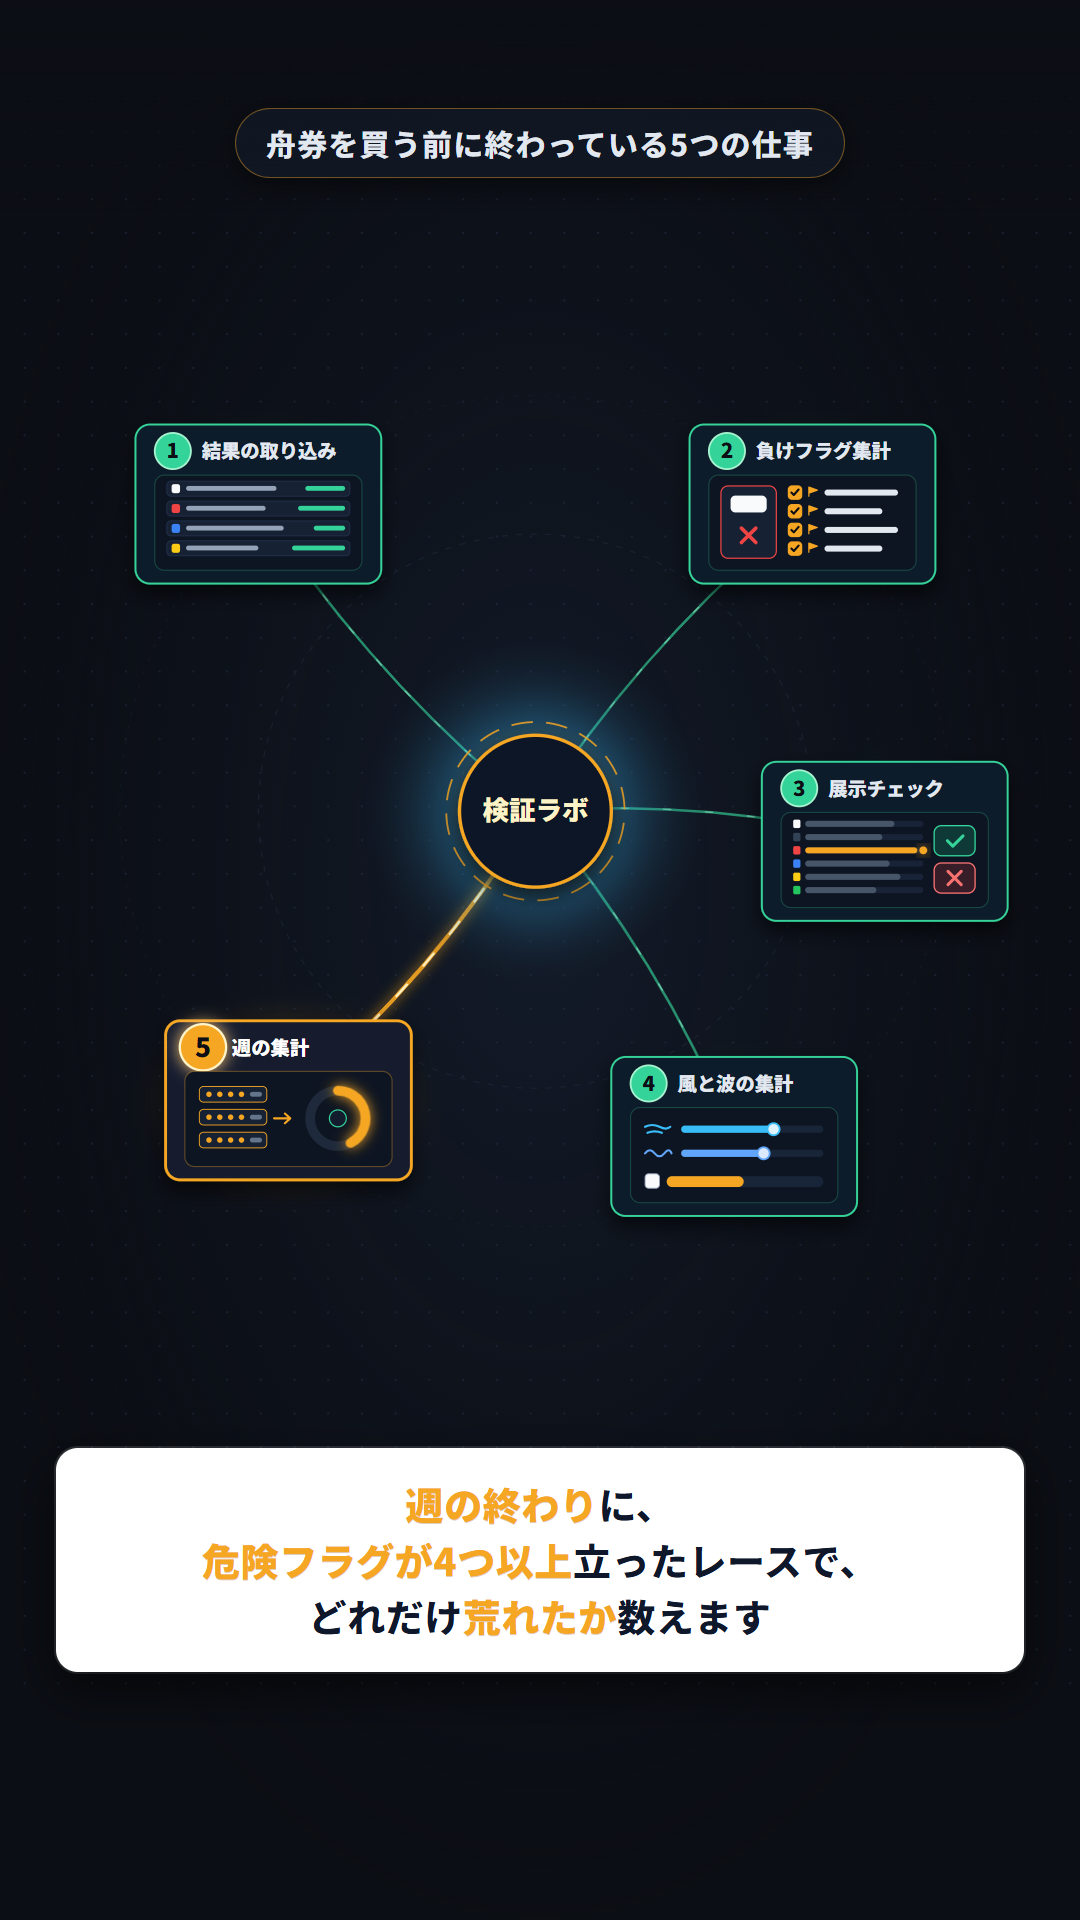 舟券を買う前に終わっている5つの仕事
1 結果の取り込み
2 負けフラグ集計
検証ラボ
3 展示チェック
5 週の集計
4 風と波の集計
週の終わりに、
危険フラグが4つ以上立ったレースで、
どれだけ荒れたか数えます